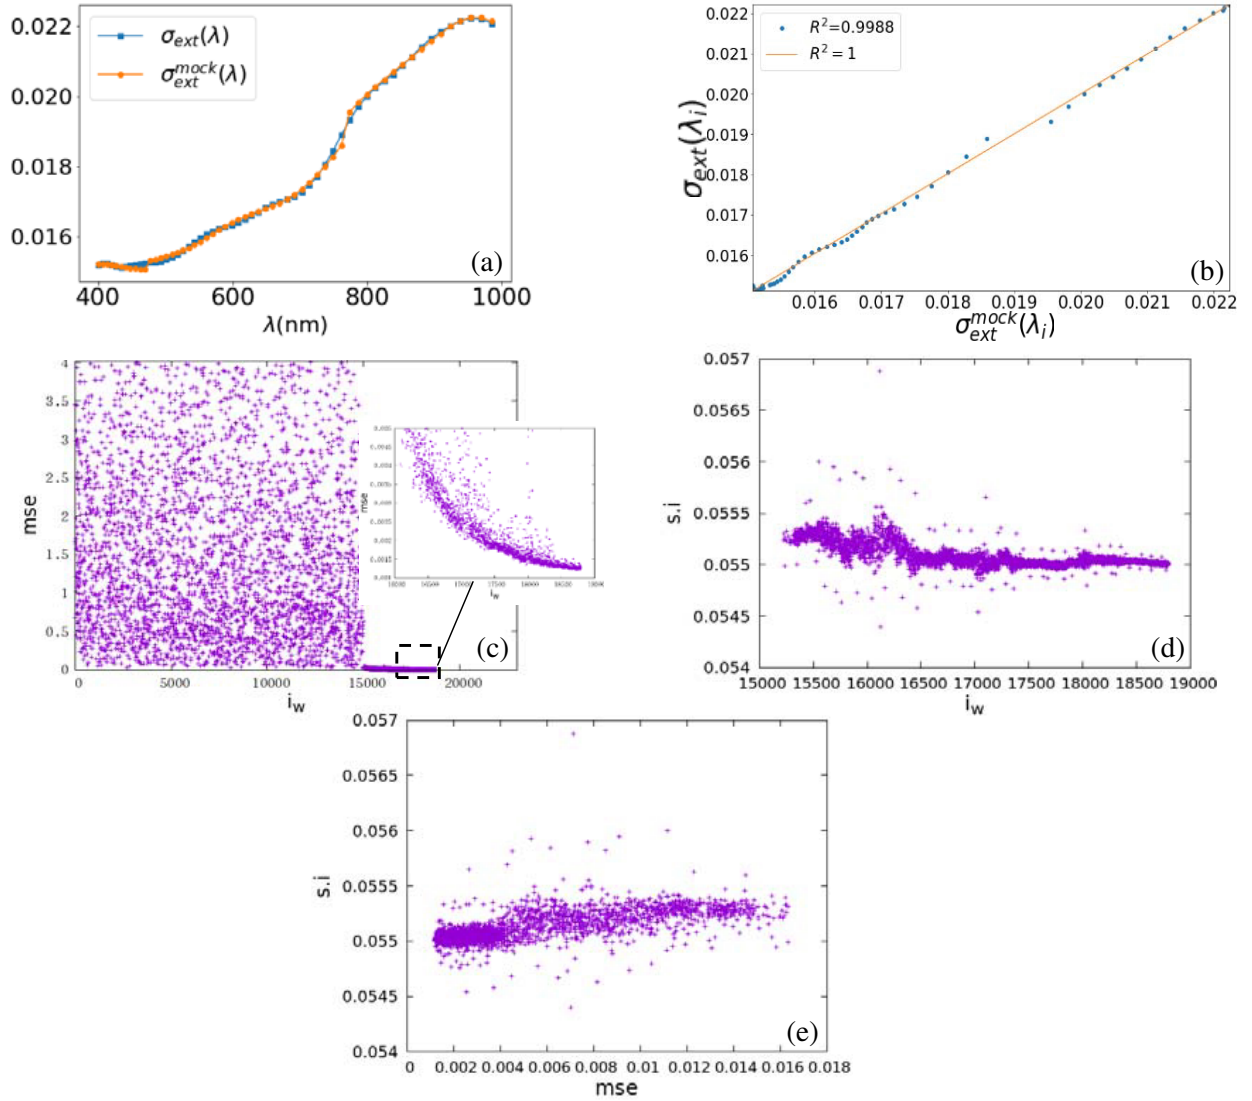 0.022
0.020
0.018
0.016
σext(λ)
σ^mock_ext(λ)
(a)
400 600 800 1000
λ(nm)
0.022
0.021
0.020
0.019
0.018
0.017
0.016
σext(λi)
R²=0.9988
R² = 1
(b)
0.016 0.017 0.018 0.019 0.020 0.021 0.022
σ^mock_ext(λi)
4
3.5
3
2.5
2
1.5
1
0.5
0
mse
mse
iw
(c)
0 5000 10000 15000 20000
iw
0.057
0.0565
0.056
0.0555
0.055
0.0545
0.054
s.i
(d)
15000 15500 16000 16500 17000 17500 18000 18500 19000
iw
0.057
0.0565
0.056
0.0555
0.055
0.0545
0.054
s.i
(e)
0 0.002 0.004 0.006 0.008 0.01 0.012 0.014 0.016 0.018
mse